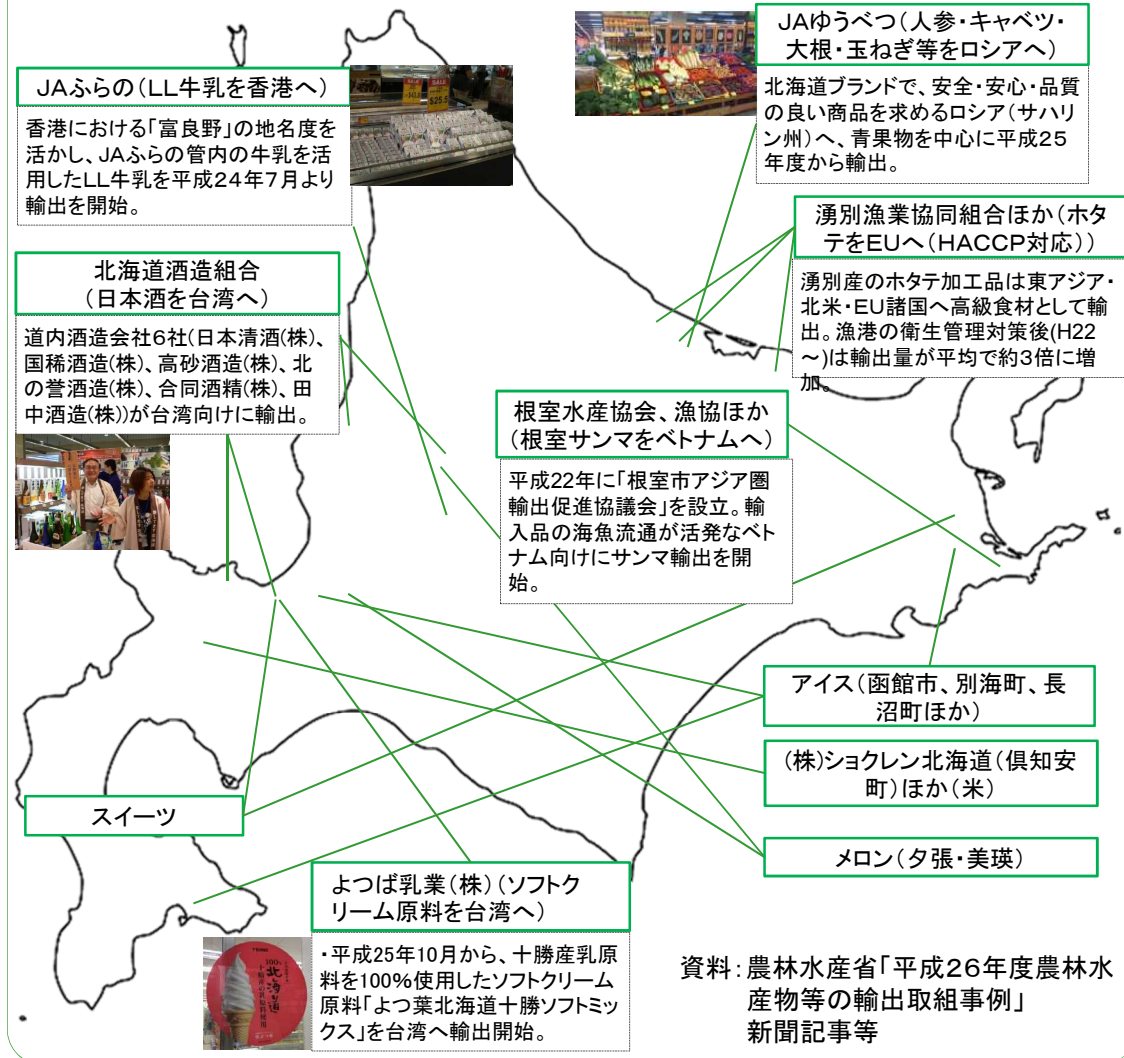 JAふらの(LL牛乳を香港へ)
香港における「富良野」の地名度を
活かし、JAふらの管内の牛乳を活
用したLL牛乳を平成24年7月より
輸出を開始。
JAゆうべつ(人参・キャベツ・
大根・玉ねぎ等をロシアへ)
北海道ブランドで、安全・安心・品質
の良い商品を求めるロシア(サハリ
ン州)へ、青果物を中心に平成25
年度から輸出。
湧別漁業協同組合ほか(ホタ
テをEUへ(HACCP対応))
湧別産のホタテ加工品は東アジア・
北米・EU諸国へ高級食材として輸
出。漁港の衛生管理対策後(H22
～)は輸出量が平均で約3倍に増
加。
北海道酒造組合
(日本酒を台湾へ)
道内酒造会社6社(日本清酒(株)、
国稀酒造(株)、高砂酒造(株)、北
の誉酒造(株)、合同酒精(株)、田
中酒造(株))が台湾向けに輸出。
根室水産協会、漁協ほか
(根室サンマをベトナムへ)
平成22年に「根室市アジア圏
輸出促進協議会」を設立。輸
入品の海魚流通が活発なベト
ナム向けにサンマ輸出を開
始。
アイス(函館市、別海町、長
沼町ほか)
(株)ショクレン北海道(倶知安
町)ほか(米)
メロン(夕張・美瑛)
スイーツ
よつば乳業(株)(ソフトク
リーム原料を台湾へ)
・平成25年10月から、十勝産乳原
料を100%使用したソフトクリーム
原料「よつ葉北海道十勝ソフトミッ
クス」を台湾へ輸出開始。
100%
北海道
資料:農林水産省「平成26年度農林水
産物等の輸出取組事例」
新聞記事等